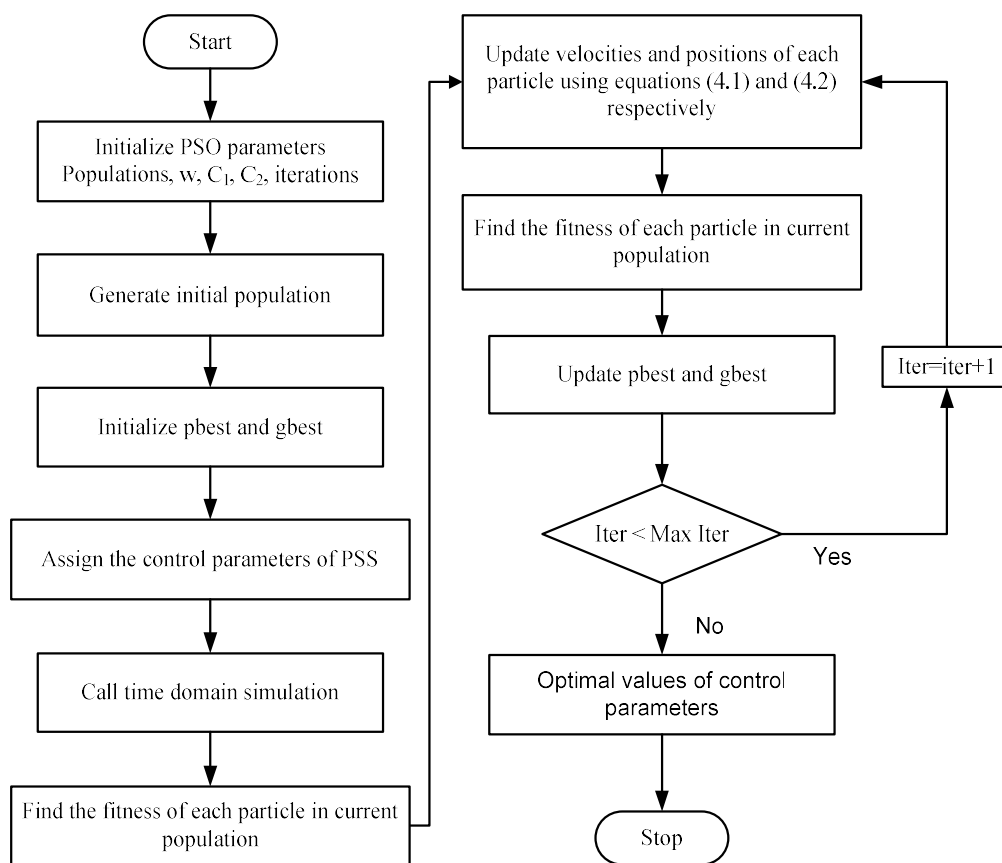 Start
Initialize PSO parameters
Populations, w, C₁, C₂, iterations
Generate initial population
Initialize pbest and gbest
Assign the control parameters of PSS
Call time domain simulation
Find the fitness of each particle in current
population
Update velocities and positions of each
particle using equations (4.1) and (4.2)
respectively
Find the fitness of each particle in current
population
Update pbest and gbest
Iter=iter+1
Iter < Max Iter
Yes
No
Optimal values of control
parameters
Stop